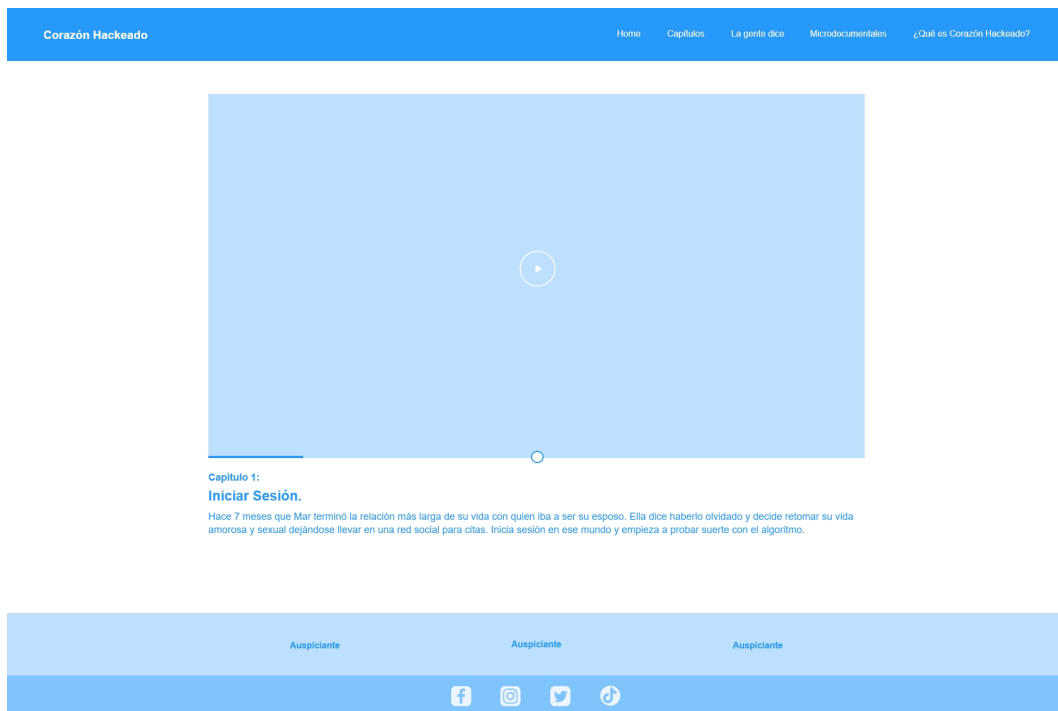 Corazón Hackeado
Home Capítulos La gente dice Microdocumentales ¿Qué es Corazón Hackeado?
Capitulo 1:
Iniciar Sesión.
Hace 7 meses que Mar terminó la relación más larga de su vida con quien iba a ser su esposo. Ella dice haberlo olvidado y decide retomar su vida
amorosa y sexual dejándose llevar en una red social para citas. Inicia sesión en ese mundo y empieza a probar suerte con el algoritmo.
Auspiciante Auspiciante Auspiciante